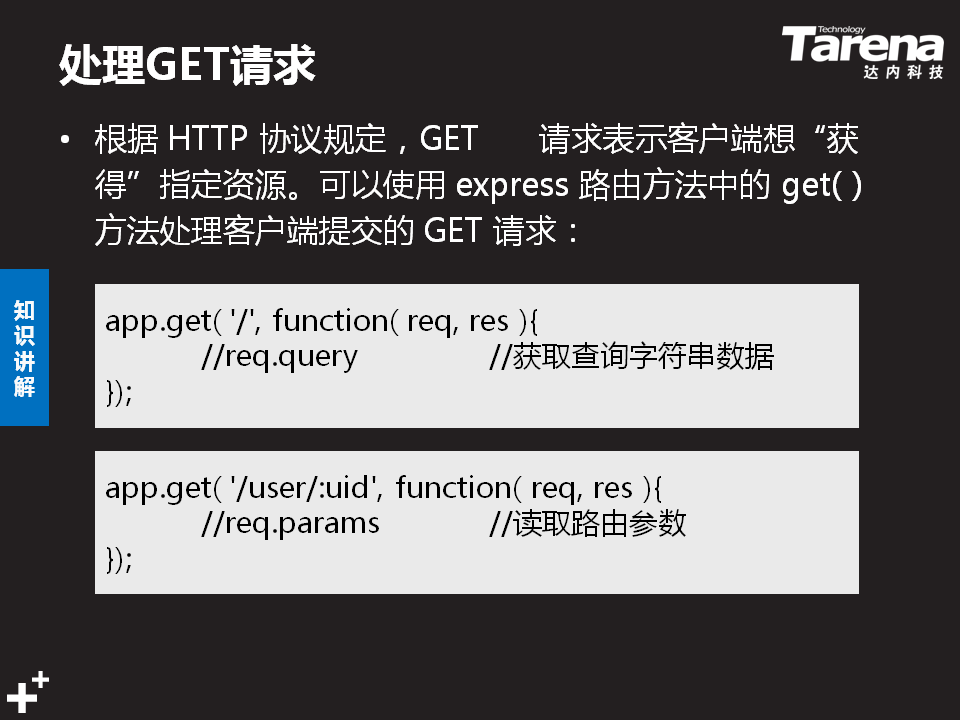 处理GET请求
Technology
Tarena
达内科技
• 根据 HTTP 协议规定，GET 请求表示客户端想“获
得”指定资源。可以使用 express 路由方法中的 get( )
方法处理客户端提交的 GET 请求：
知
识
讲
解
app.get( '/', function( req, res ){
//req.query //获取查询字符串数据
});
app.get( '/user/:uid', function( req, res ){
//req.params //读取路由参数
});